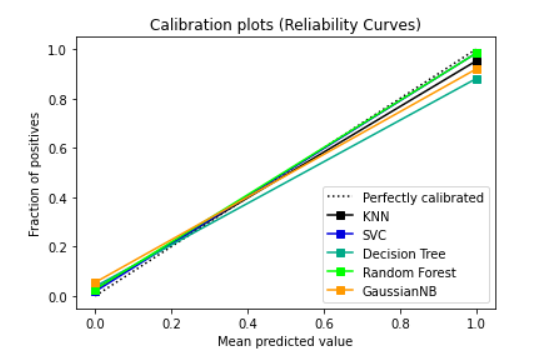 Calibration plots (Reliability Curves)
1.0
0.8
0.6
0.4
0.2
0.0
Fraction of positives
Perfectly calibrated
KNN
SVC
Decision Tree
Random Forest
GaussianNB
0.0 0.2 0.4 0.6 0.8 1.0
Mean predicted value